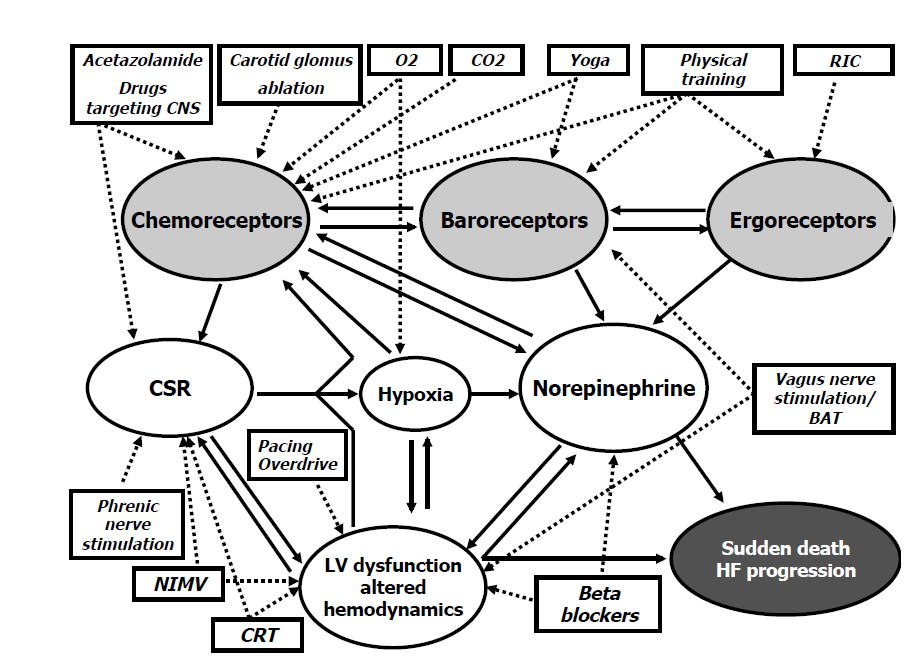 Acetazolamide
Drugs
targeting CNS
Carotid glomus
ablation
O2
CO2
Yoga
Physical
training
RIC
Chemoreceptors
Baroreceptors
Ergoreceptors
CSR
Hypoxia
Norepinephrine
Vagus nerve
stimulation/
BAT
Pacing
Overdrive
Phrenic
nerve
stimulation
NIMV
CRT
LV dysfunction
altered
hemodynamics
Beta
blockers
Sudden death
HF progression